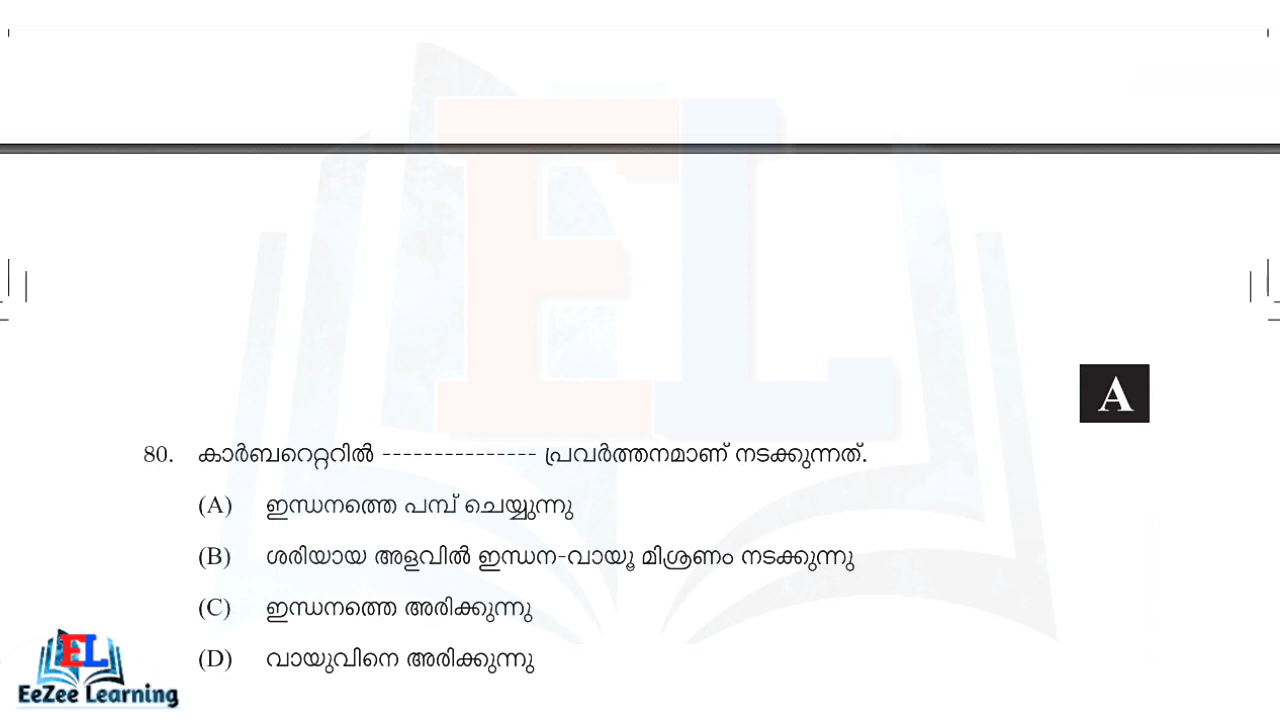 A
80. കാർബറെറ്ററിൽ --------------- പ്രവർത്തനമാണ് നടക്കുന്നത്.
(A) ഇന്ധനത്തെ പമ്പ് ചെയ്യുന്നു
(B) ശരിയായ അളവിൽ ഇന്ധന-വായൂ മിശ്രണം നടക്കുന്നു
(C) ഇന്ധനത്തെ അരിക്കുന്നു
(D) വായുവിനെ അരിക്കുന്നു
EL
EeZee Learning